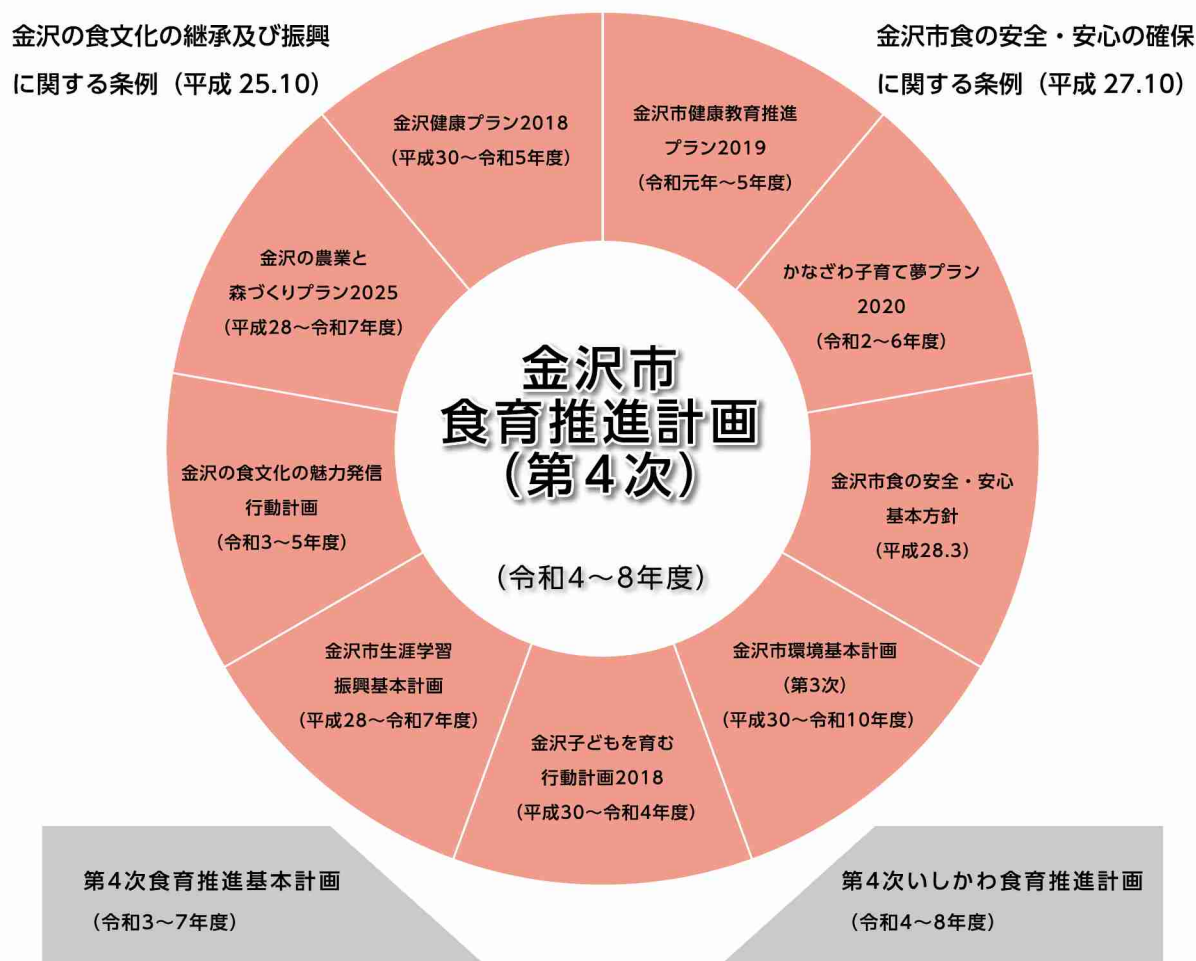 金沢の食文化の継承及び振興
に関する条例（平成 25.10）
金沢市食の安全・安心の確保
に関する条例（平成 27.10）
金沢健康プラン2018
（平成30～令和5年度）
金沢市健康教育推進
プラン2019
（令和元年～5年度）
かなざわ子育て夢プラン
2020
（令和2～6年度）
金沢市食の安全・安心
基本方針
（平成28.3）
金沢市環境基本計画
（第3次）
（平成30～令和10年度）
金沢子どもを育む
行動計画2018
（平成30～令和4年度）
金沢市生涯学習
振興基本計画
（平成28～令和7年度）
金沢の食文化の魅力発信
行動計画
（令和3～5年度）
金沢の農業と
森づくりプラン2025
（平成28～令和7年度）
金沢市
食育推進計画
（第４次）
（令和4～8年度）
第4次食育推進基本計画
（令和3～7年度）
第4次いしかわ食育推進計画
（令和4～8年度）